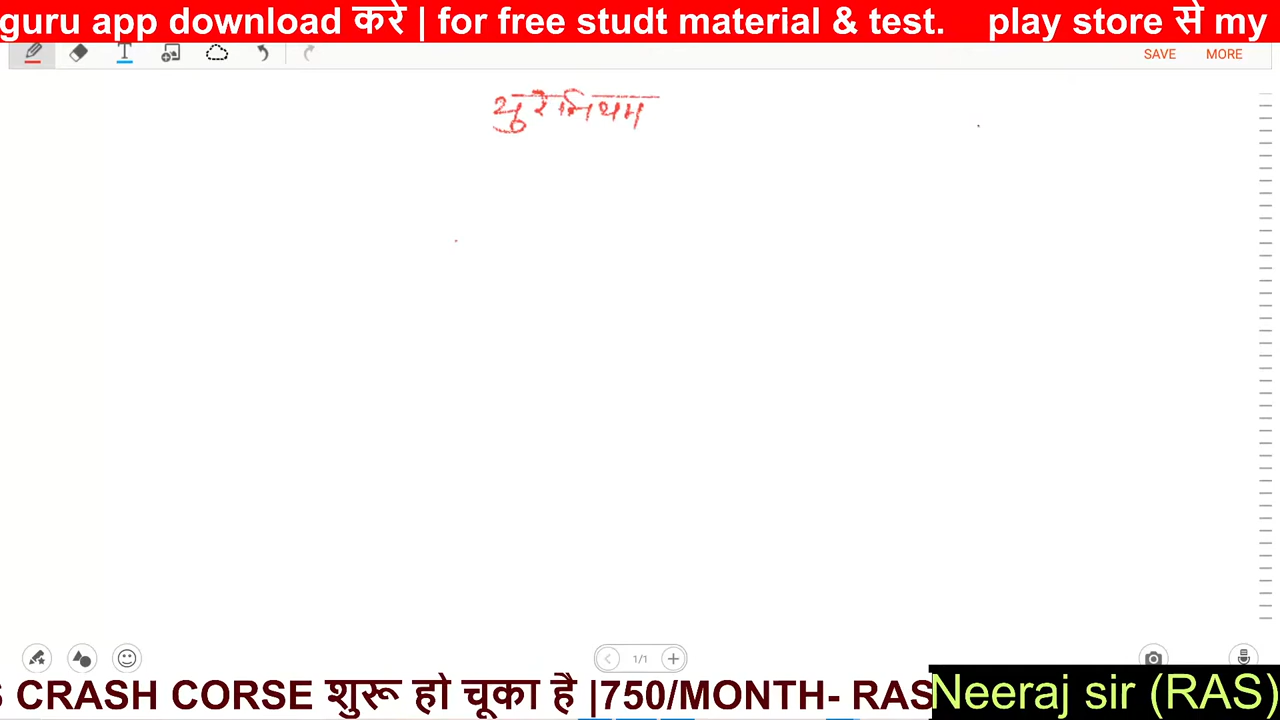 guru app download करे | for free studt material & test. play store से my
T
SAVE MORE
युरेनियम
1/1
S CRASH CORSE शुरू हो चूका है |750/MONTH- RAS
Neeraj sir (RAS)